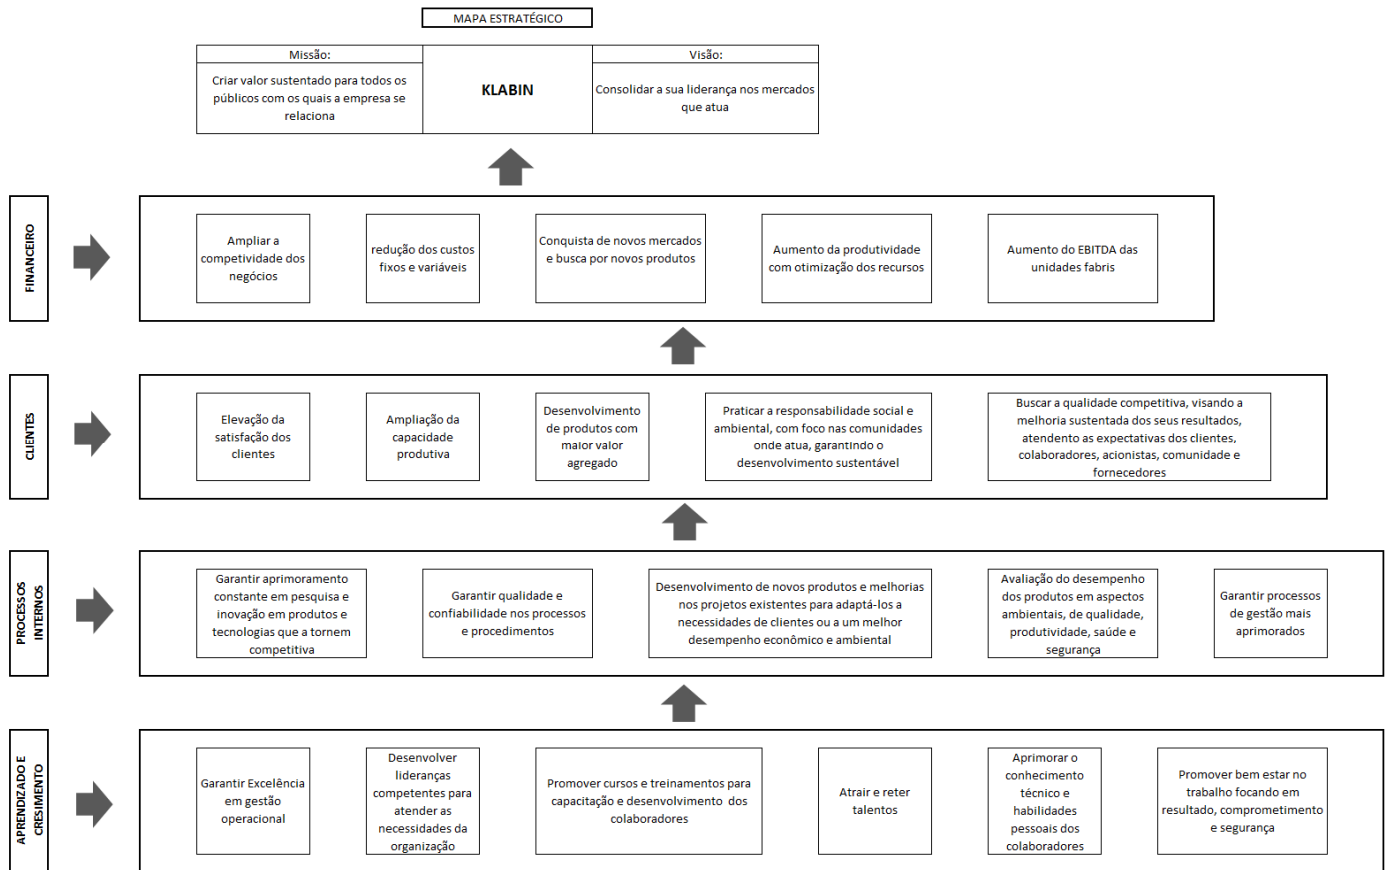 MAPA ESTRATÉGICO
Missão:
Criar valor sustentado para todos os
públicos com os quais a empresa se
relaciona
KLABIN
Visão:
Consolidar a sua liderança nos mercados
que atua
FINANCEIRO
Ampliar a
competividade dos
negócios
redução dos custos
fixos e variáveis
Conquista de novos mercados
e busca por novos produtos
Aumento da produtividade
com otimização dos recursos
Aumento do EBITDA das
unidades fabris
CLIENTES
Elevação da
satisfação dos
clientes
Ampliação da
capacidade
produtiva
Desenvolvimento
de produtos com
maior valor
agregado
Praticar a responsabilidade social e
ambiental, com foco nas comunidades
onde atua, garantindo o
desenvolvimento sustentável
Buscar a qualidade competitiva, visando a
melhoria sustentada dos seus resultados,
atendento as expectativas dos clientes,
colaboradores, acionistas, comunidade e
fornecedores
PROCESSOS
INTERNOS
Garantir aprimoramento
constante em pesquisa e
inovação em produtos e
tecnologias que a tornem
competitiva
Garantir qualidade e
confiabilidade nos processos
e procedimentos
Desenvolvimento de novos produtos e melhorias
nos projetos existentes para adaptá-los a
necessidades de clientes ou a um melhor
desempenho econômico e ambiental
Avaliação do desempenho
dos produtos em aspectos
ambientais, de qualidade,
produtividade, saúde e
segurança
Garantir processos
de gestão mais
aprimorados
APRENDIZADO E
CRESIMENTO
Garantir Excelência
em gestão
operacional
Desenvolver
lideranças
competentes para
atender as
necessidades da
organização
Promover cursos e treinamentos para
capacitação e desenvolvimento dos
colaboradores
Atrair e reter
talentos
Aprimorar o
conhecimento
técnico e
habilidades
pessoais dos
colaboradores
Promover bem estar no
trabalho focando em
resultado, comprometimento
e segurança